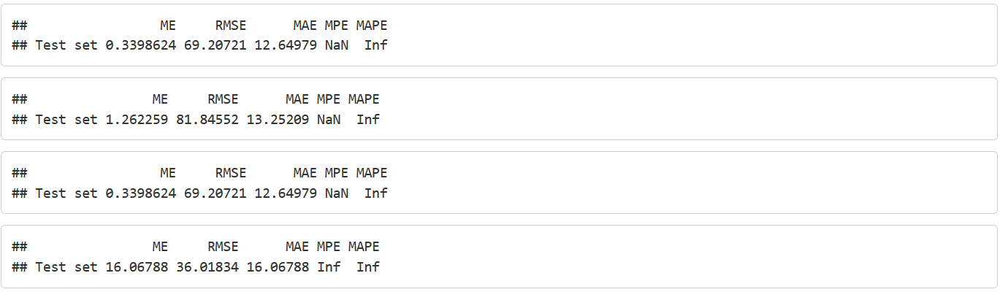 ##                   ME     RMSE      MAE MPE MAPE
## Test set 0.3398624 69.20721 12.64979 NaN  Inf
##                  ME     RMSE      MAE MPE MAPE
## Test set 1.262259 81.84552 13.25209 NaN  Inf
##                   ME     RMSE      MAE MPE MAPE
## Test set 0.3398624 69.20721 12.64979 NaN  Inf
##                  ME     RMSE      MAE MPE MAPE
## Test set 16.06788 36.01834 16.06788 Inf  Inf